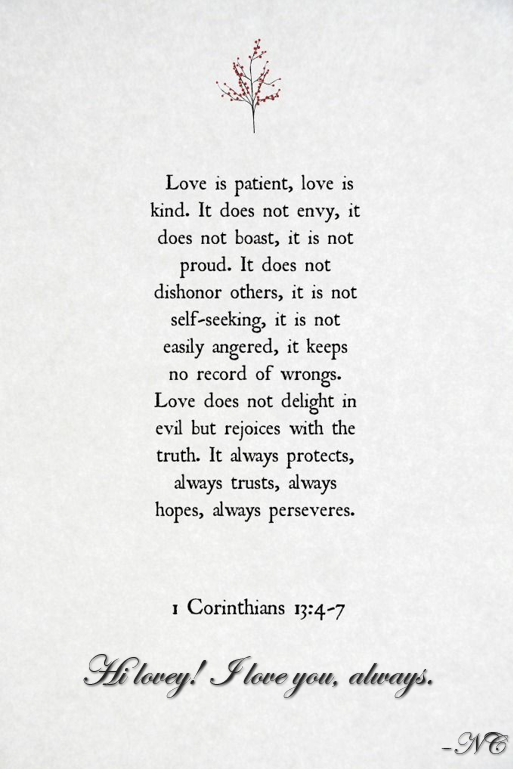 Love is patient, love is
kind. It does not envy, it
does not boast, it is not
proud. It does not
dishonor others, it is not
self-seeking, it is not
easily angered, it keeps
no record of wrongs.
Love does not delight in
evil but rejoices with the
truth. It always protects,
always trusts, always
hopes, always perseveres.
1 Corinthians 13:4-7
Hi lovey! I love you, always.
-NC